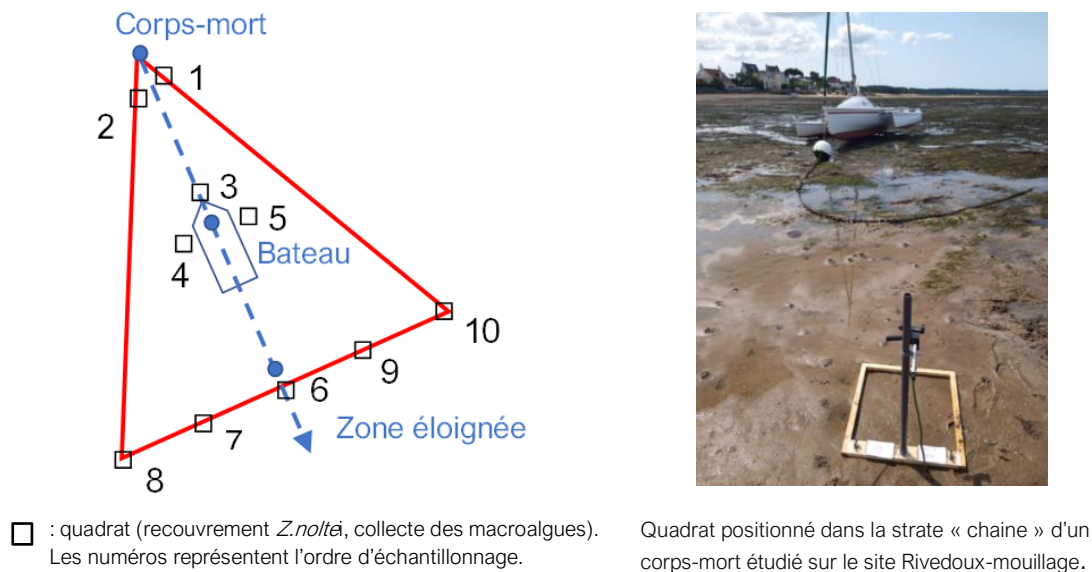 Corps-mort
1
2
3
5
4
Bateau
10
9
6
7
Zone éloignée
8
: quadrat (recouvrement Z.noltei, collecte des macroalgues).
Les numéros représentent l'ordre d'échantillonnage.
Quadrat positionné dans la strate « chaine » d'un
corps-mort étudié sur le site Rivedoux-mouillage.